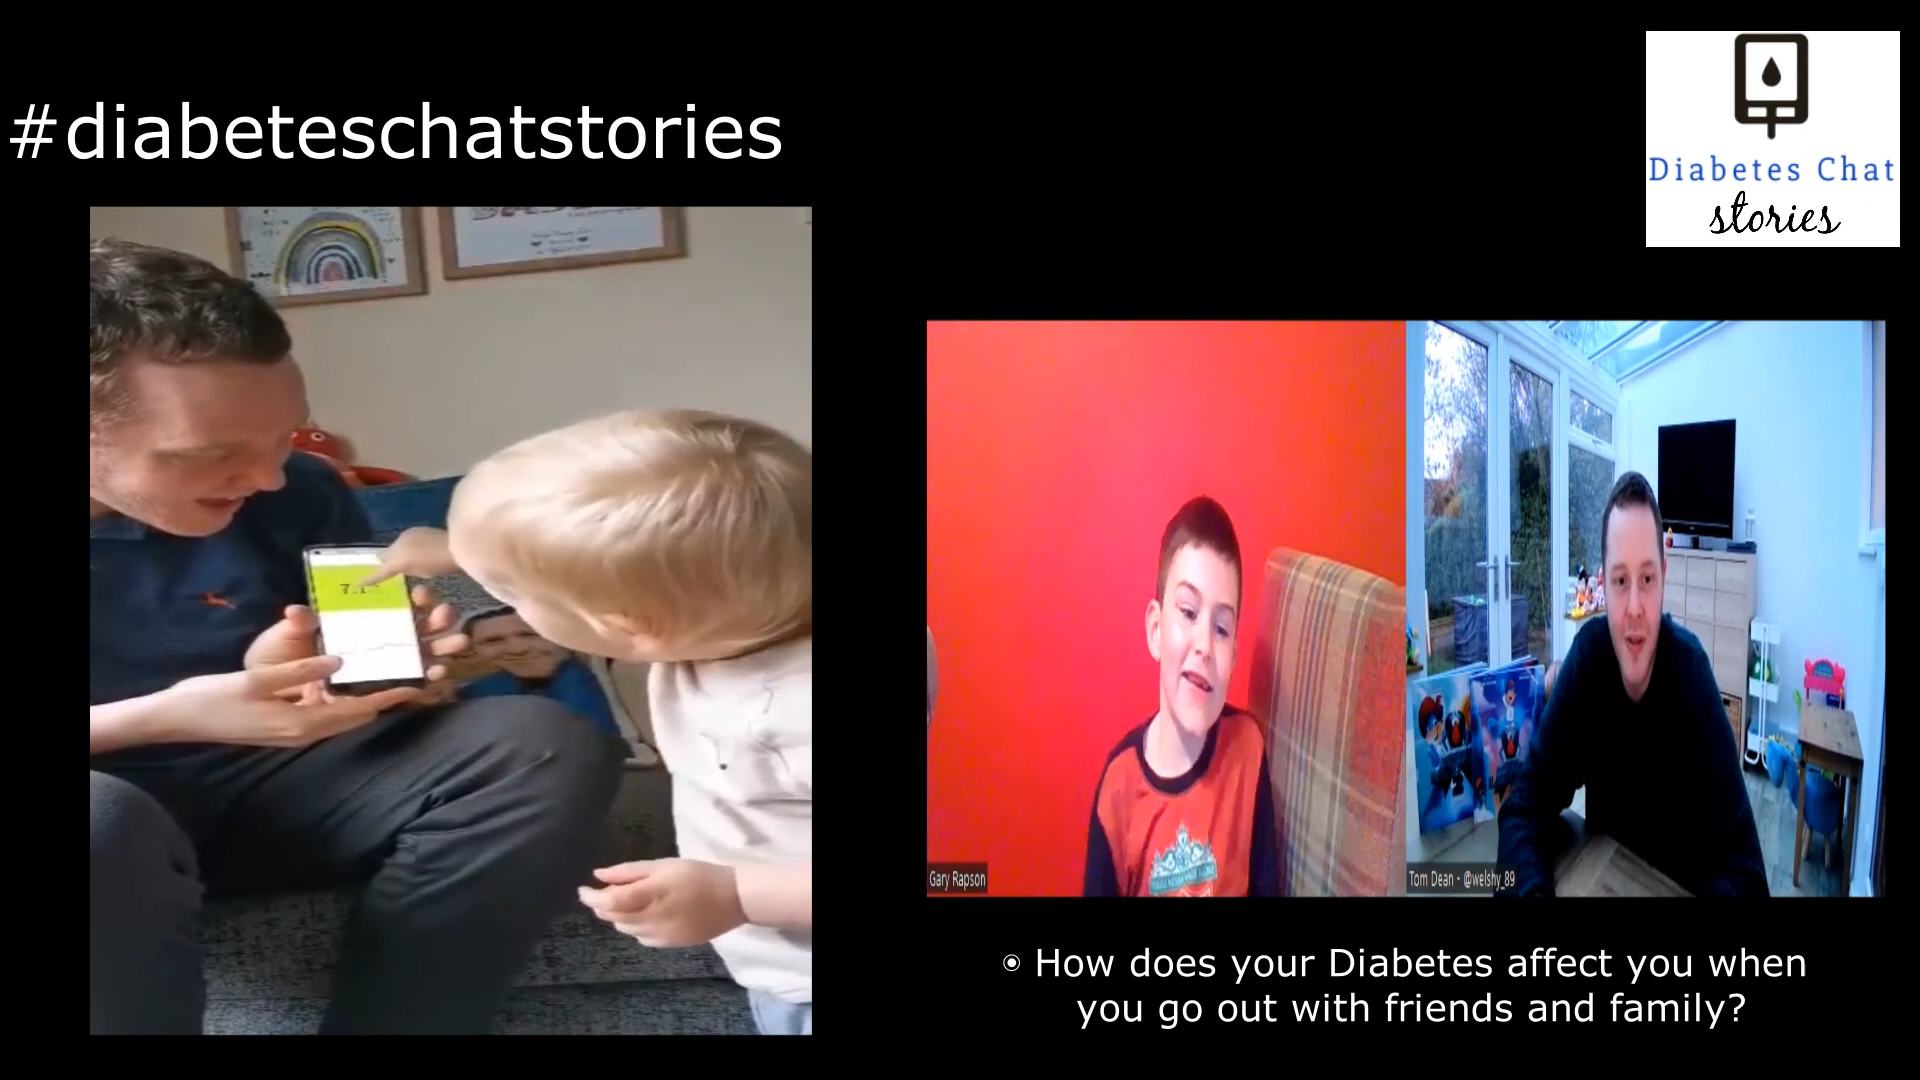 #diabeteschatstories
Diabetes Chat
stories
Gary Rapson
Tom Dean - @welshy_89
How does your Diabetes affect you when
you go out with friends and family?